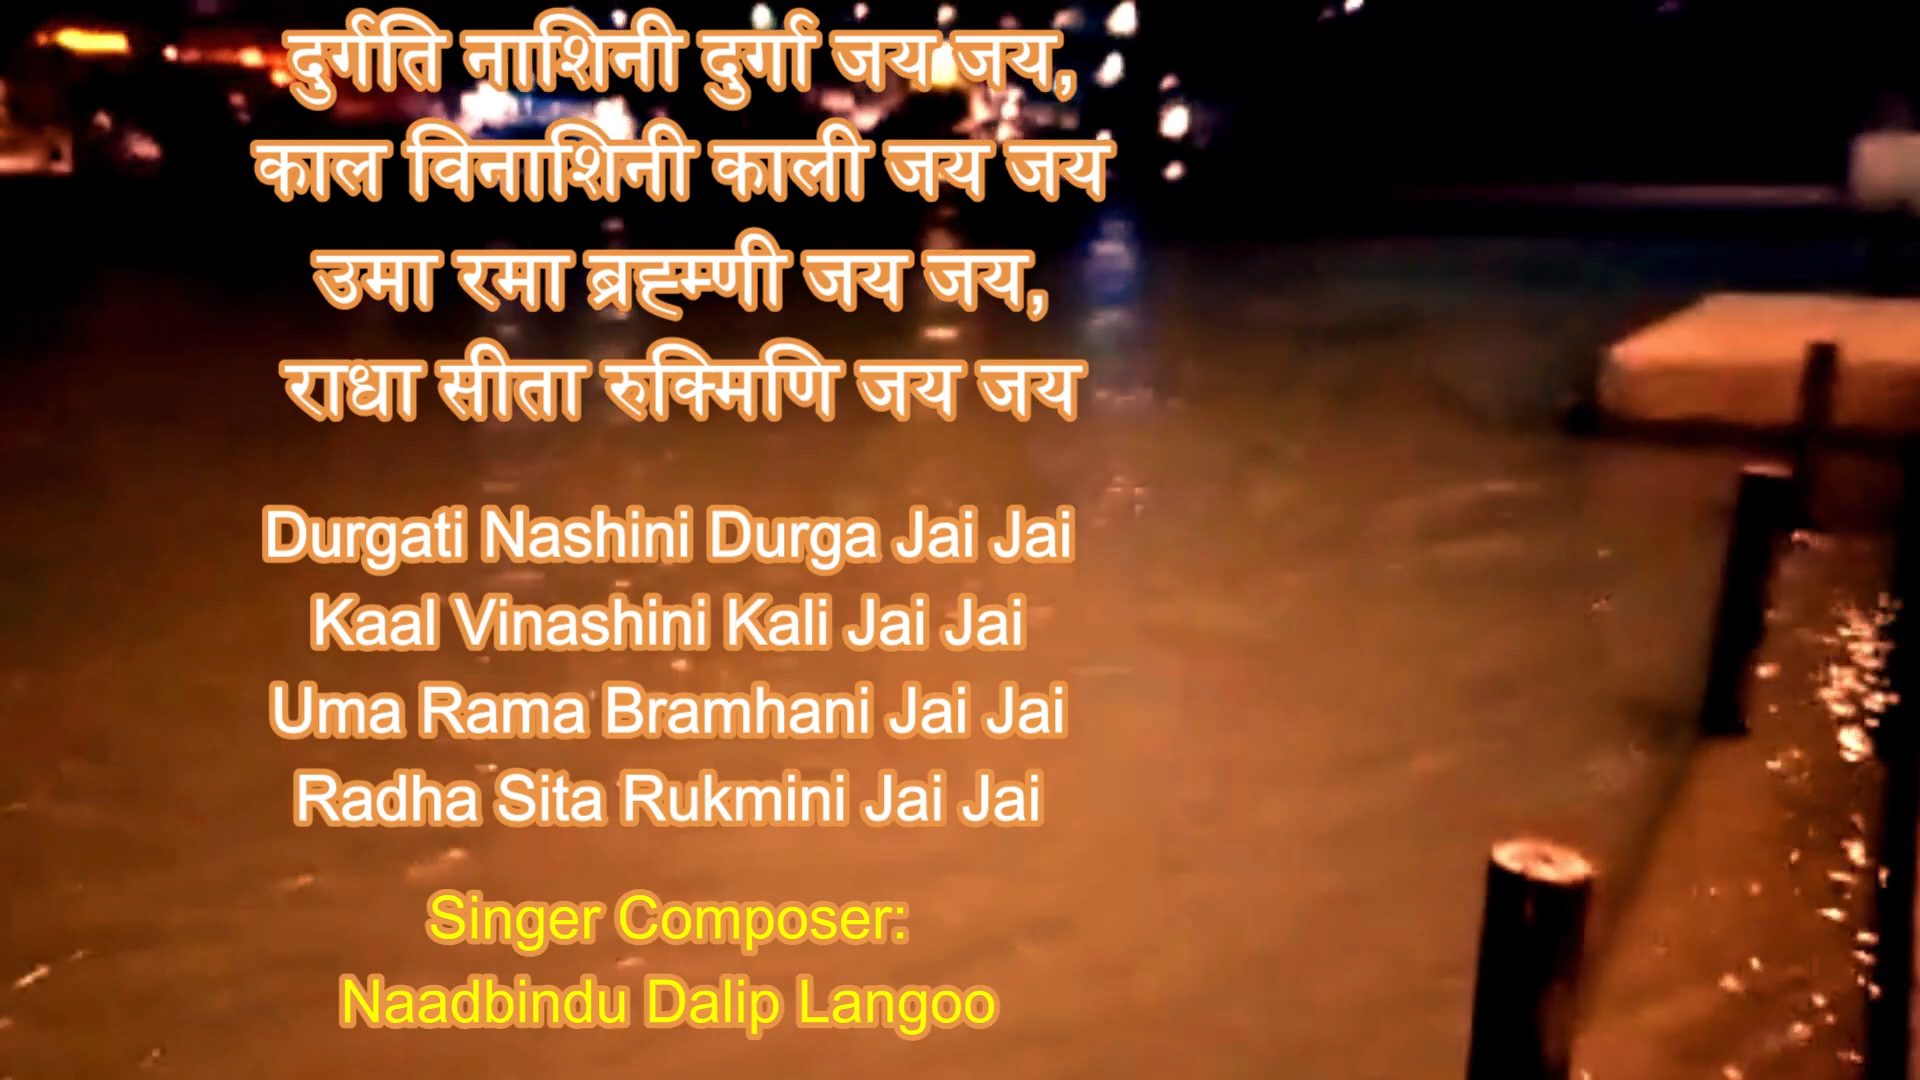 दुर्गति नाशिनी दुर्गा जय जय,
काल विनाशिनी काली जय जय
उमा रमा ब्रह्म्णी जय जय,
राधा सीता रुक्मिणि जय जय
Durgati Nashini Durga Jai Jai
Kaal Vinashini Kali Jai Jai
Uma Rama Bramhani Jai Jai
Radha Sita Rukmini Jai Jai
Singer Composer:
Naadbindu Dalip Langoo